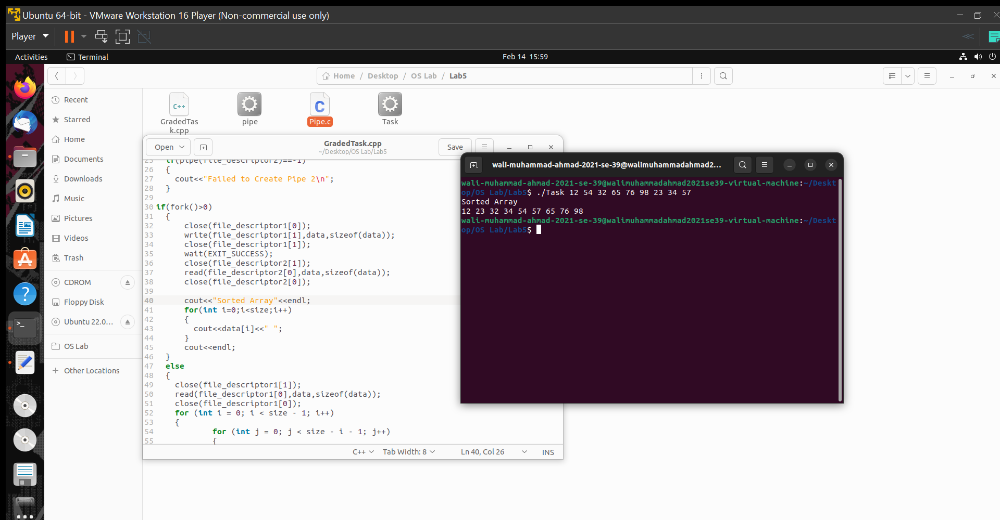 Ubuntu 64-bit - VMware Workstation 16 Player (Non-commercial use only)
Player
Activities
Terminal
Feb 14 15:59
Home / Desktop / OS Lab / Lab5
Recent
Starred
Home
Documents
Downloads
Music
Pictures
Videos
Trash
CDROM
Floppy Disk
Ubuntu 22.0...
OS Lab
+ Other Locations
C++
GradedTas
k.cpp
pipe
C
Pipe.c
Task
Open
GradedTask.cpp
~/Desktop/OS Lab/Lab5
Save
25 if(pipe(file_descriptor2)==-1)
26 {
27 cout<<"Failed to Create Pipe 2\n";
28 }
29
30 if(fork()>0)
31 {
32 close(file_descriptor1[0]);
33 write(file_descriptor1[1],data,sizeof(data));
34 close(file_descriptor1[1]);
35 wait(EXIT_SUCCESS);
36 close(file_descriptor2[1]);
37 read(file_descriptor2[0],data,sizeof(data));
38 close(file_descriptor2[0]);
39
40 cout<<"Sorted Array"<<endl;
41 for(int i=0;i<size;i++)
42 {
43 cout<<data[i]<<" ";
44 }
45 cout<<endl;
46 }
47 else
48 {
49 close(file_descriptor1[1]);
50 read(file_descriptor1[0],data,sizeof(data));
51 close(file_descriptor1[0]);
52 for (int i = 0; i < size - 1; i++)
53 {
54 for (int j = 0; j < size - i - 1; j++)
55 {
C++
Tab Width: 8
Ln 40, Col 26
INS
wali-muhammad-ahmad-2021-se-39@walimuhammadahmad2...
wali-muhammad-ahmad-2021-se-39@walimuhammadahmad2021se39-virtual-machine:~/Deskt
op/OS Lab/Lab5$ ./Task 12 54 32 65 76 98 23 34 57
Sorted Array
12 23 32 34 54 57 65 76 98
wali-muhammad-ahmad-2021-se-39@walimuhammadahmad2021se39-virtual-machine:~/Deskt
op/OS Lab/Lab5$